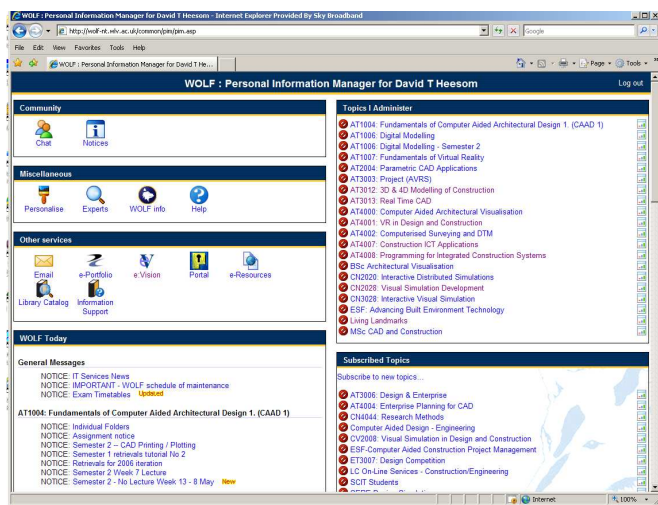 WOLF : Personal Information Manager for David T Heesom - Internet Explorer Provided By Sky Broadband
http://wolf-nt.wlv.ac.uk/common/pim/pim.asp
Google
File Edit View Favorites Tools Help
WOLF : Personal Information Manager for David T He...
Page
Tools
WOLF : Personal Information Manager for David T Heesom
Log out
Community
Chat
Notices
Miscellaneous
Personalise
Experts
WOLF info
Help
Other services
Email
e-Portfolio
e:Vision
Portal
e-Resources
Library Catalog
Information
Support
WOLF Today
General Messages
NOTICE: IT Services News
NOTICE: IMPORTANT - WOLF schedule of maintenance
NOTICE: Exam Timetables Updated
AT1004: Fundamentals of Computer Aided Architectural Design 1. (CAAD 1)
NOTICE: Individual Folders
NOTICE: Assignment notice
NOTICE: Semester 2 -- CAD Printing / Plotting
NOTICE: Semester 1 retrievals tutorial No 2
NOTICE: Retrievals for 2006 iteration
NOTICE: Semester 2 Week 7 Lecture
NOTICE: Semester 2 - No Lecture Week 13 - 8 May New
Topics I Administer
AT1004: Fundamentals of Computer Aided Architectural Design 1. (CAAD 1)
AT1006: Digital Modelling
AT1006: Digital Modelling - Semester 2
AT1007: Fundamentals of Virtual Reality
AT2004: Parametric CAD Applications
AT3003: Project (AVRS)
AT3012: 3D & 4D Modelling of Construction
AT3013: Real Time CAD
AT4000: Computer Aided Architectural Visualisation
AT4001: VR in Design and Construction
AT4002: Computerised Surveying and DTM
AT4007: Construction ICT Applications
AT4008: Programming for Integrated Construction Systems
BSc Architectural Visualisation
CN2020: Interactive Distributed Simulations
CN2028: Visual Simulation Development
CN3028: Interactive Visual Simulation
ESF: Advancing Built Environment Technology
Living Landmarks
MSc CAD and Construction
Subscribed Topics
Subscribe to new topics...
AT3006: Design & Enterprise
AT4004: Enterprise Planning for CAD
CN4044: Research Methods
Computer Aided Design - Engineering
CV2008: Visual Simulation in Design and Construction
ESF-Computer Aided Construction Project Management
ET3007: Design Competition
LC On-Line Services - Construction/Engineering
SCIT Students
Internet
100%